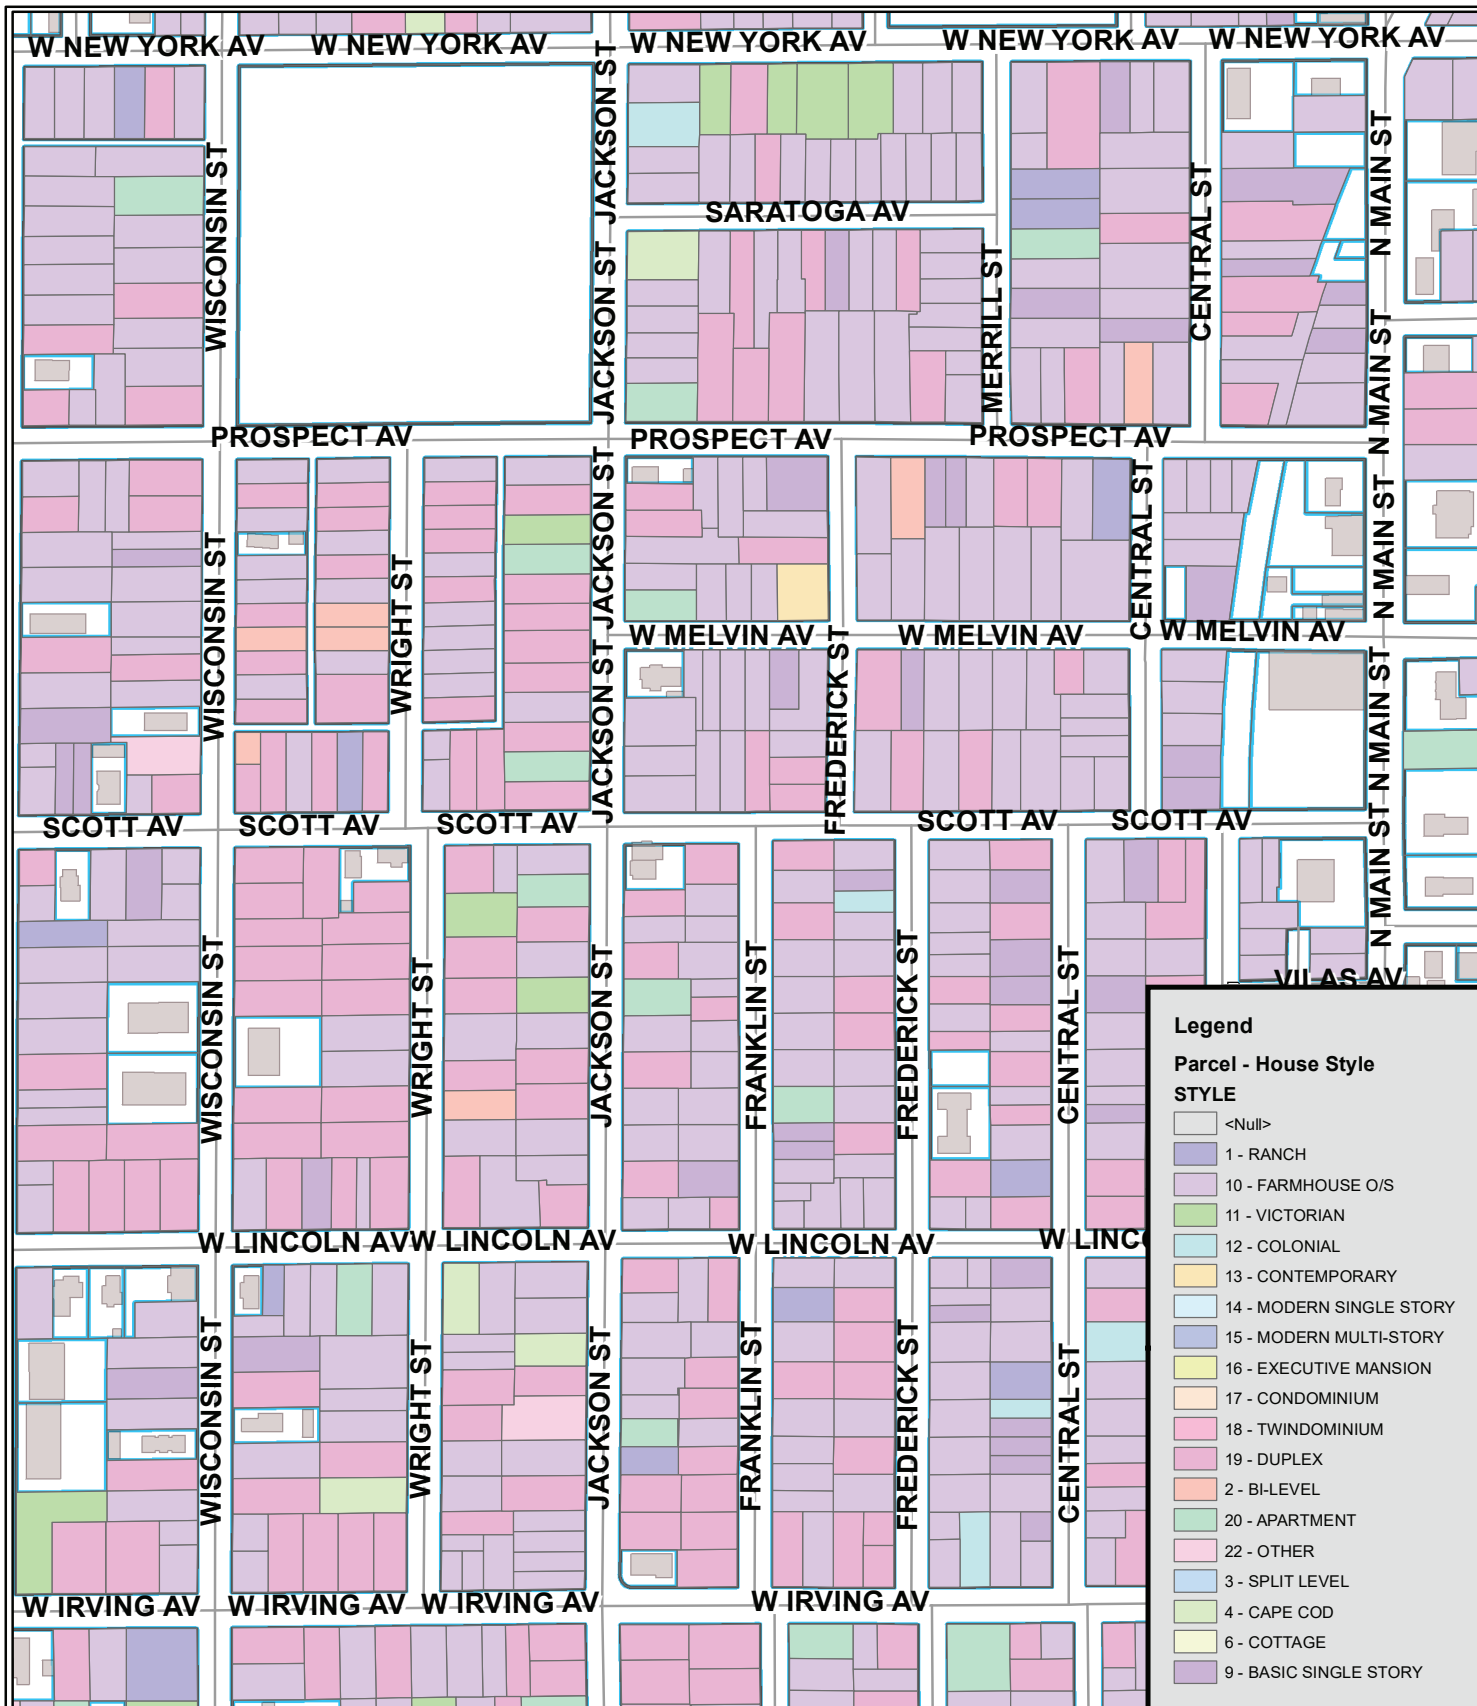 W NEW YORK AV
W NEW YORK AV
W NEW YORK AV
W NEW YORK AV
W NEW YORK AV
JACKSON ST
JACKSON ST
WISCONSIN ST
N MAIN ST
CENTRAL ST
SARATOGA AV
JACKSON ST
MERRILL ST
N MAIN ST
PROSPECT AV
PROSPECT AV
PROSPECT AV
N MAIN ST
WISCONSIN ST
WRIGHT ST
JACKSON ST
CENTRAL ST
N MAIN ST
W MELVIN AV
W MELVIN AV
W MELVIN AV
JACKSON ST
FREDERICK ST
N MAIN ST
SCOTT AV
SCOTT AV
SCOTT AV
SCOTT AV
SCOTT AV
N MAIN ST
WISCONSIN ST
WRIGHT ST
JACKSON ST
FRANKLIN ST
FREDERICK ST
CENTRAL ST
VILAS AV
W LINCOLN AV
W LINCOLN AV
W LINCOLN AV
W LINC
WISCONSIN ST
WRIGHT ST
JACKSON ST
FRANKLIN ST
FREDERICK ST
CENTRAL ST
W IRVING AV
W IRVING AV
W IRVING AV
W IRVING AV
Legend
Parcel - House Style
STYLE
<Null>
1 - RANCH
10 - FARMHOUSE O/S
11 - VICTORIAN
12 - COLONIAL
13 - CONTEMPORARY
14 - MODERN SINGLE STORY
15 - MODERN MULTI-STORY
16 - EXECUTIVE MANSION
17 - CONDOMINIUM
18 - TWINDOMINIUM
19 - DUPLEX
2 - BI-LEVEL
20 - APARTMENT
22 - OTHER
3 - SPLIT LEVEL
4 - CAPE COD
6 - COTTAGE
9 - BASIC SINGLE STORY